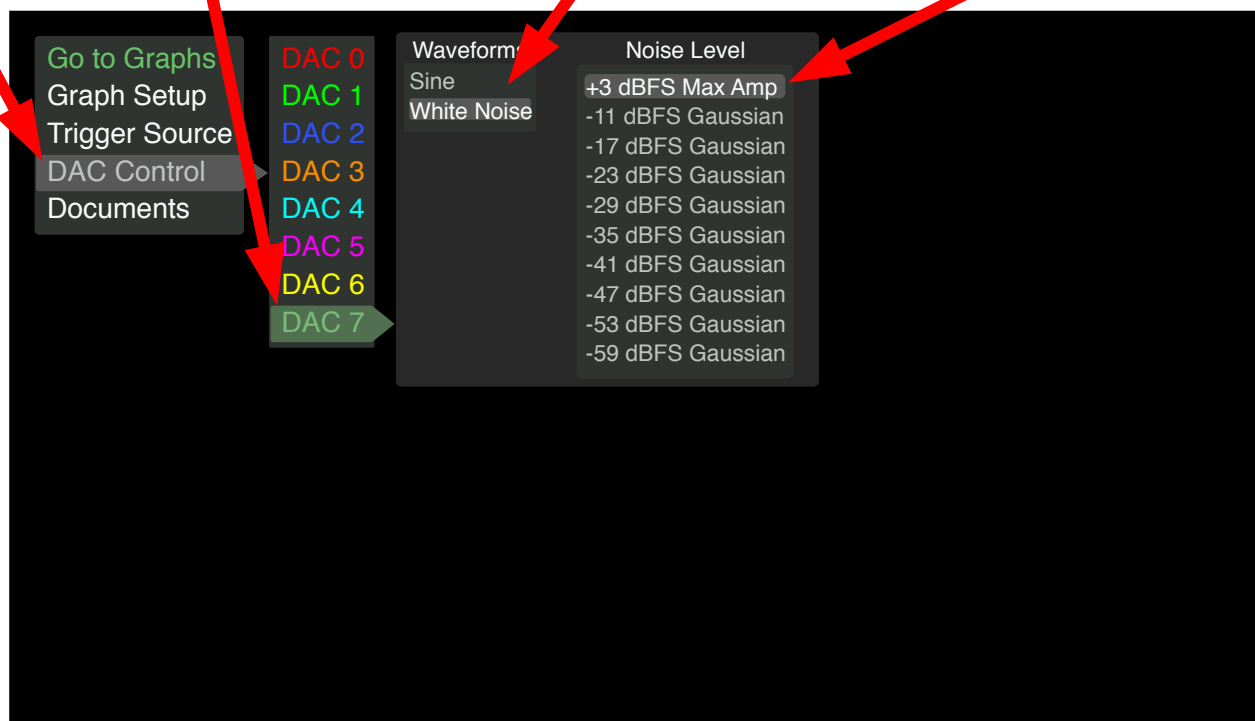 Go to Graphs
Graph Setup
Trigger Source
DAC Control
Documents
DAC 0
DAC 1
DAC 2
DAC 3
DAC 4
DAC 5
DAC 6
DAC 7
Waveforms
Sine
White Noise
Noise Level
+3 dBFS Max Amp
-11 dBFS Gaussian
-17 dBFS Gaussian
-23 dBFS Gaussian
-29 dBFS Gaussian
-35 dBFS Gaussian
-41 dBFS Gaussian
-47 dBFS Gaussian
-53 dBFS Gaussian
-59 dBFS Gaussian